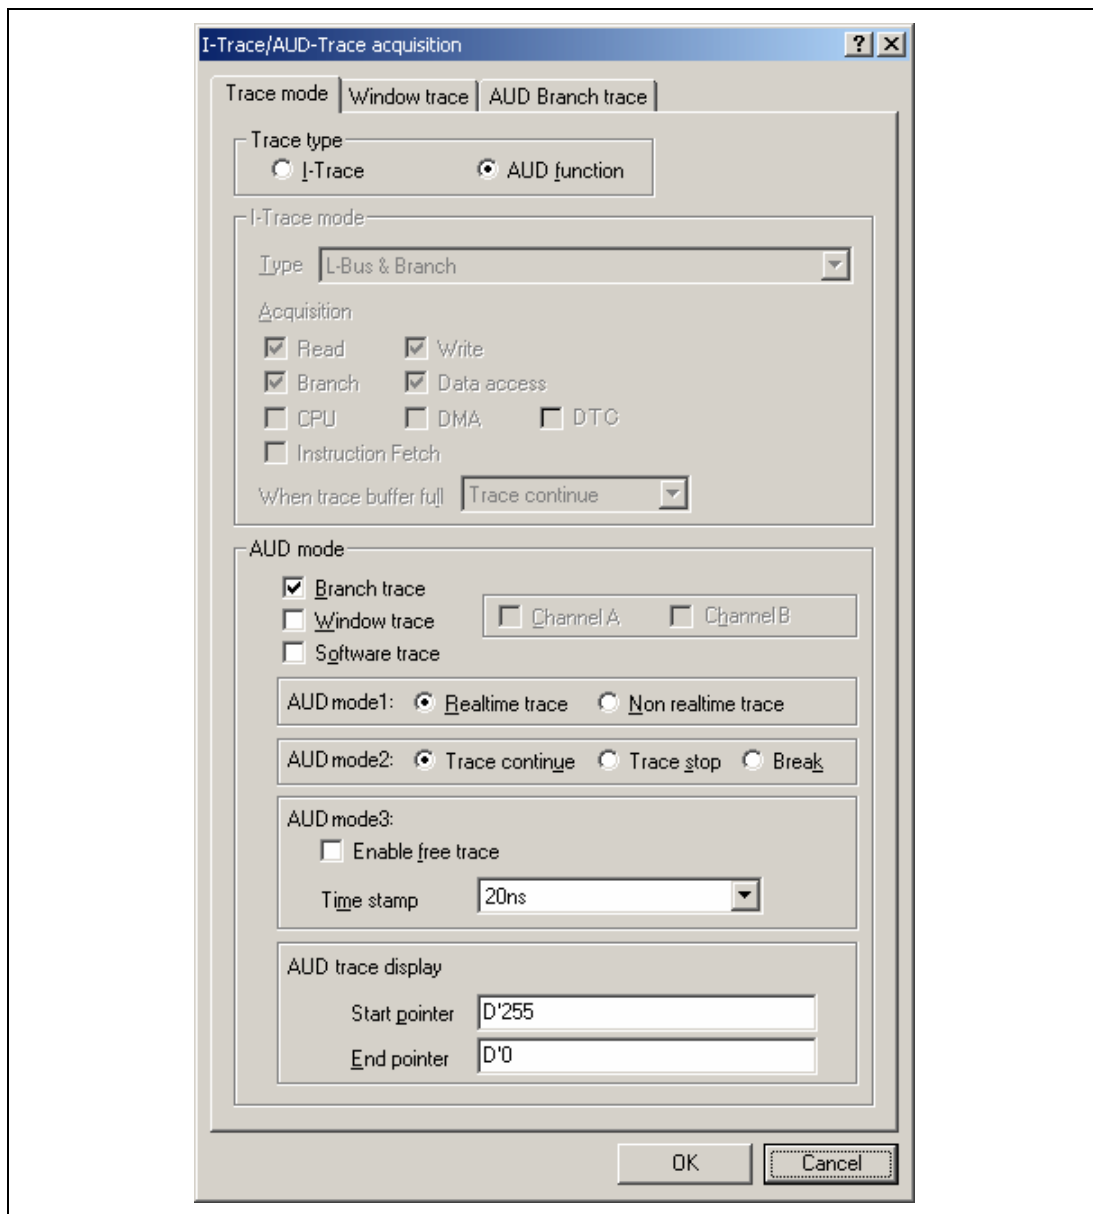 I-Trace/AUD-Trace acquisition
Trace mode Window trace AUD Branch trace
Trace type
I-Trace AUD function
I-Trace mode
Type L-Bus & Branch
Acquisition
Read Write
Branch Data access
CPU DMA DTC
Instruction Fetch
When trace buffer full Trace continue
AUD mode
Branch trace
Window trace Channel A Channel B
Software trace
AUD mode1: Realtime trace Non realtime trace
AUD mode2: Trace continue Trace stop Break
AUD mode3:
Enable free trace
Time stamp 20ns
AUD trace display
Start pointer D'255
End pointer D'0
OK Cancel